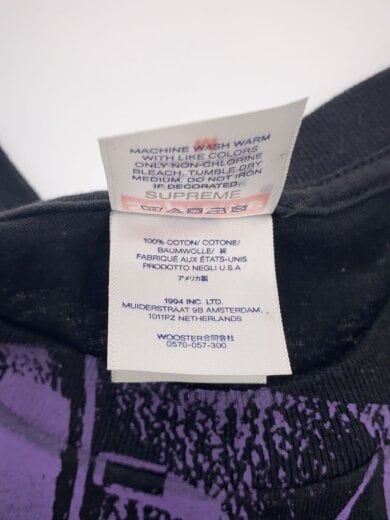 MACHINE WASH WARM
WITH LIKE COLORS
ONLY NON-CHLORINE
BLEACH, TUMBLE DRY
MEDIUM, DO NOT IRON
IF DECORATED
SUPREME
100% COTON/ COTONE/
BAUMWOLLE/ 綿
FABRIQUÉ AUX ÉTATS-UNIS
PRODOTTO NEGLI U.S.A
アメリカ製
1994 INC. LTD.
MUIDERSTRAAT 9B AMSTERDAM,
1011PZ NETHERLANDS
WOOSTER合同会社
0570-057-300